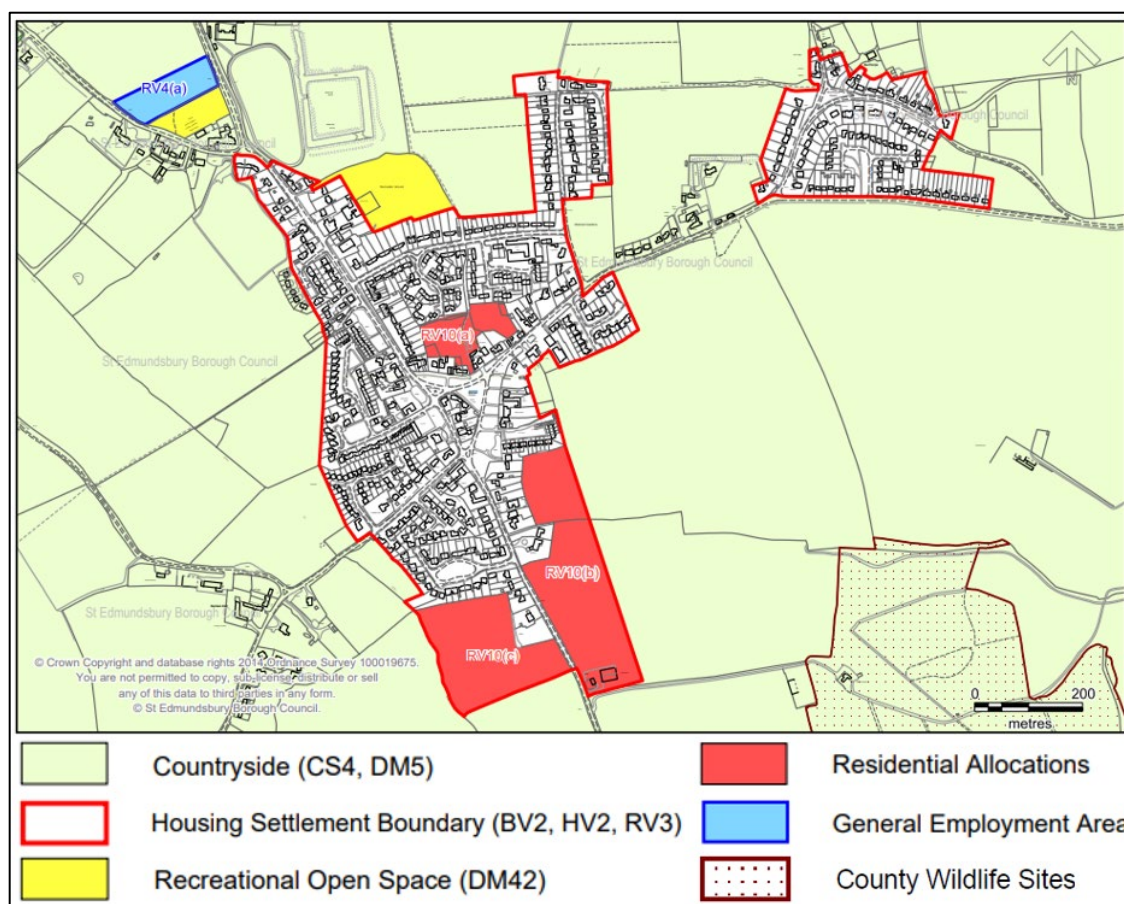 RV4(a)
St Edmundsbury Borough Council
St Edmundsbury Borough Council
St Edmundsbury Borough Council
RV10(a)
St Edmundsbury Borough Council
RV10(b)
St Edmundsbury Borough
RV10(c)
© Crown Copyright and database rights 2014 Ordnance Survey 100019675.
You are not permitted to copy, sub-license, distribute or sell
any of this data to third parties in any form.
© St Edmundsbury Borough Council.
0 200
metres
Countryside (CS4, DM5)
Residential Allocations
Housing Settlement Boundary (BV2, HV2, RV3)
General Employment Area
Recreational Open Space (DM42)
County Wildlife Sites